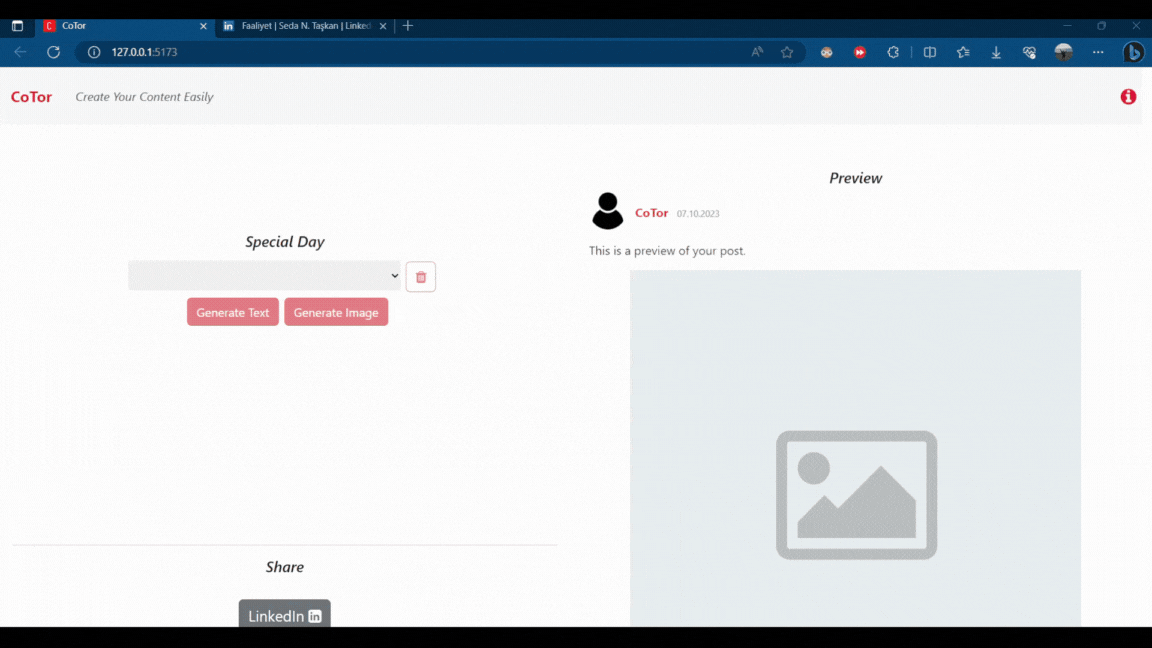 CoTor
Faaliyet | Seda N. Taşkan | Linked
127.0.0.1:5173
CoTor
Create Your Content Easily
Special Day
Generate Text
Generate Image
Share
LinkedIn in
Preview
CoTor 07.10.2023
This is a preview of your post.